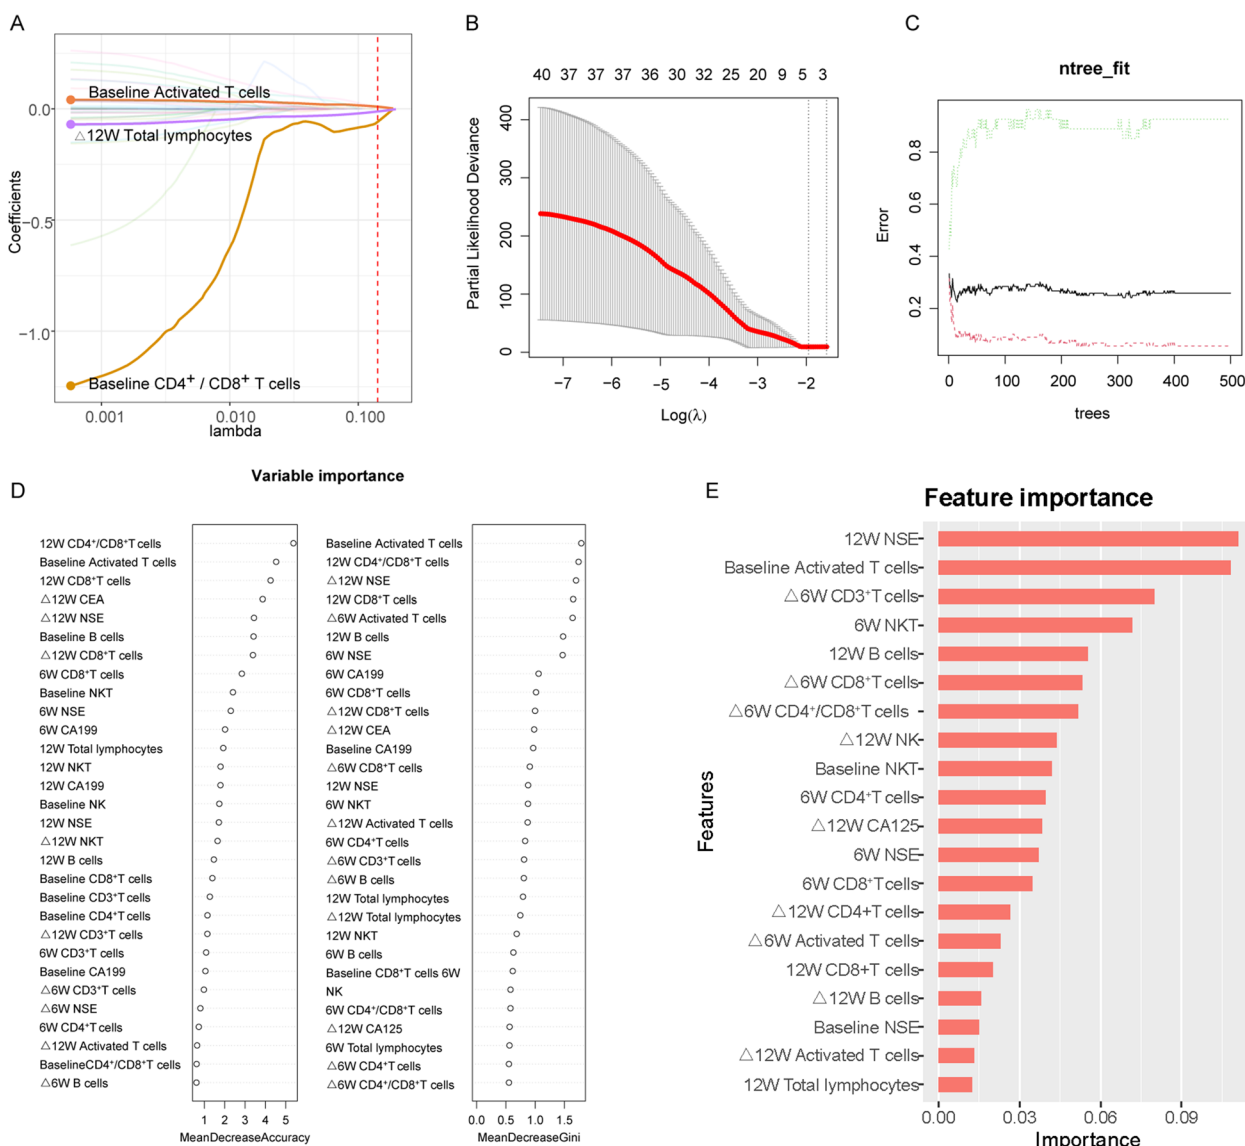 A
Baseline Activated T cells
△12W Total lymphocytes
Baseline CD4⁺ / CD8⁺ T cells
0.0
−0.5
−1.0
Coefficients
0.001 0.010 0.100
lambda
B
40 37 37 37 36 30 32 25 20 9 5 3
400
300
200
100
0
Partial Likelihood Deviance
−7 −6 −5 −4 −3 −2
Log(λ)
C
ntree_fit
0.8
0.6
0.4
0.2
Error
0 100 200 300 400 500
trees
D
Variable importance
12W CD4⁺/CD8⁺T cells
Baseline Activated T cells
12W CD8⁺T cells
△12W CEA
△12W NSE
Baseline B cells
△12W CD8⁺T cells
6W CD8⁺T cells
Baseline NKT
6W NSE
6W CA199
12W Total lymphocytes
12W NKT
12W CA199
Baseline NK
12W NSE
△12W NKT
12W B cells
Baseline CD8⁺T cells
Baseline CD3⁺T cells
Baseline CD4⁺T cells
△12W CD3⁺T cells
6W CD3⁺T cells
Baseline CA199
△6W CD3⁺T cells
△6W NSE
6W CD4⁺T cells
△12W Activated T cells
BaselineCD4⁺/CD8⁺T cells
△6W B cells
1 2 3 4 5
MeanDecreaseAccuracy
Baseline Activated T cells
12W CD4⁺/CD8⁺T cells
△12W NSE
12W CD8⁺T cells
△6W Activated T cells
12W B cells
6W NSE
6W CA199
6W CD8⁺T cells
△12W CD8⁺T cells
△12W CEA
Baseline CA199
△6W CD8⁺T cells
12W NSE
6W NKT
△12W Activated T cells
6W CD4⁺T cells
△6W CD3⁺T cells
△6W B cells
12W Total lymphocytes
△12W Total lymphocytes
12W NKT
6W B cells
Baseline CD8⁺T cells 6W
NK
6W CD4⁺/CD8⁺T cells
△12W CA125
6W Total lymphocytes
△6W CD4⁺T cells
△6W CD4⁺/CD8⁺T cells
0.0 0.5 1.0 1.5
MeanDecreaseGini
E
Feature importance
12W NSE
Baseline Activated T cells
△6W CD3⁺T cells
6W NKT
12W B cells
△6W CD8⁺T cells
△6W CD4⁺/CD8⁺T cells
△12W NK
Baseline NKT
6W CD4⁺T cells
△12W CA125
6W NSE
6W CD8⁺T cells
△12W CD4+T cells
△6W Activated T cells
12W CD8+T cells
△12W B cells
Baseline NSE
△12W Activated T cells
12W Total lymphocytes
Features
0.00 0.03 0.06 0.09
Importance